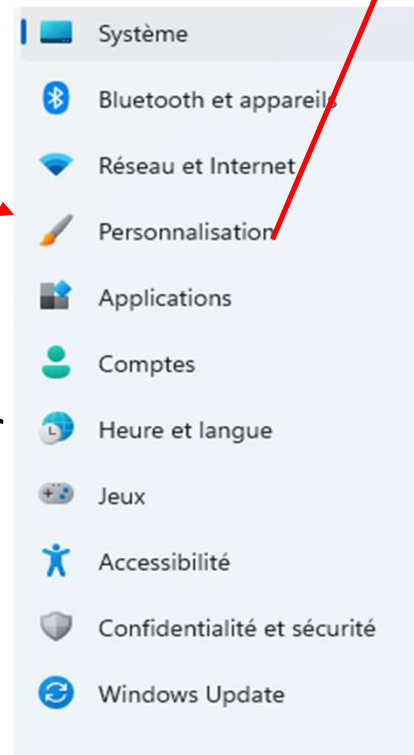 Système
Bluetooth et appareils
Réseau et Internet
Personnalisation
Applications
Comptes
Heure et langue
Jeux
Accessibilité
Confidentialité et sécurité
Windows Update